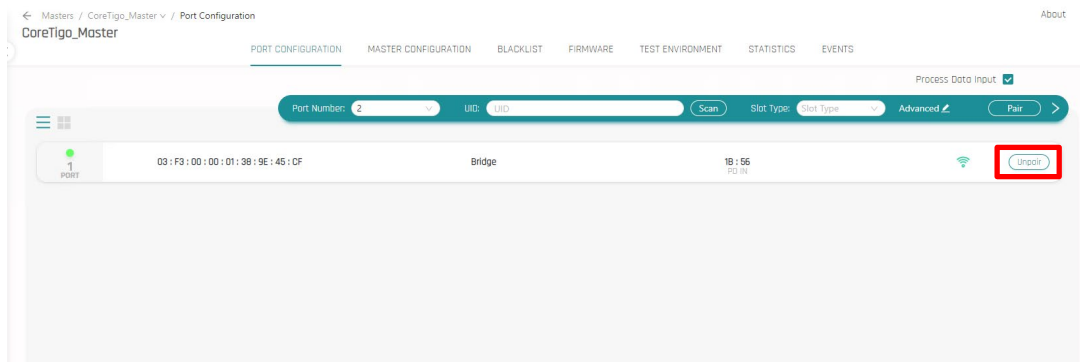 ← Masters / CoreTigo_Master / Port Configuration
About
CoreTigo_Master
PORT CONFIGURATION MASTER CONFIGURATION BLACKLIST FIRMWARE TEST ENVIRONMENT STATISTICS EVENTS
Process Data Input
Port Number: 2 UID: UID Scan Slot Type: Slot Type Advanced Pair >
1 03 : F3 : 00 : 00 : 01 : 38 : 9E : 45 : CF Bridge 1B : 56 Unpair
PORT PD IN